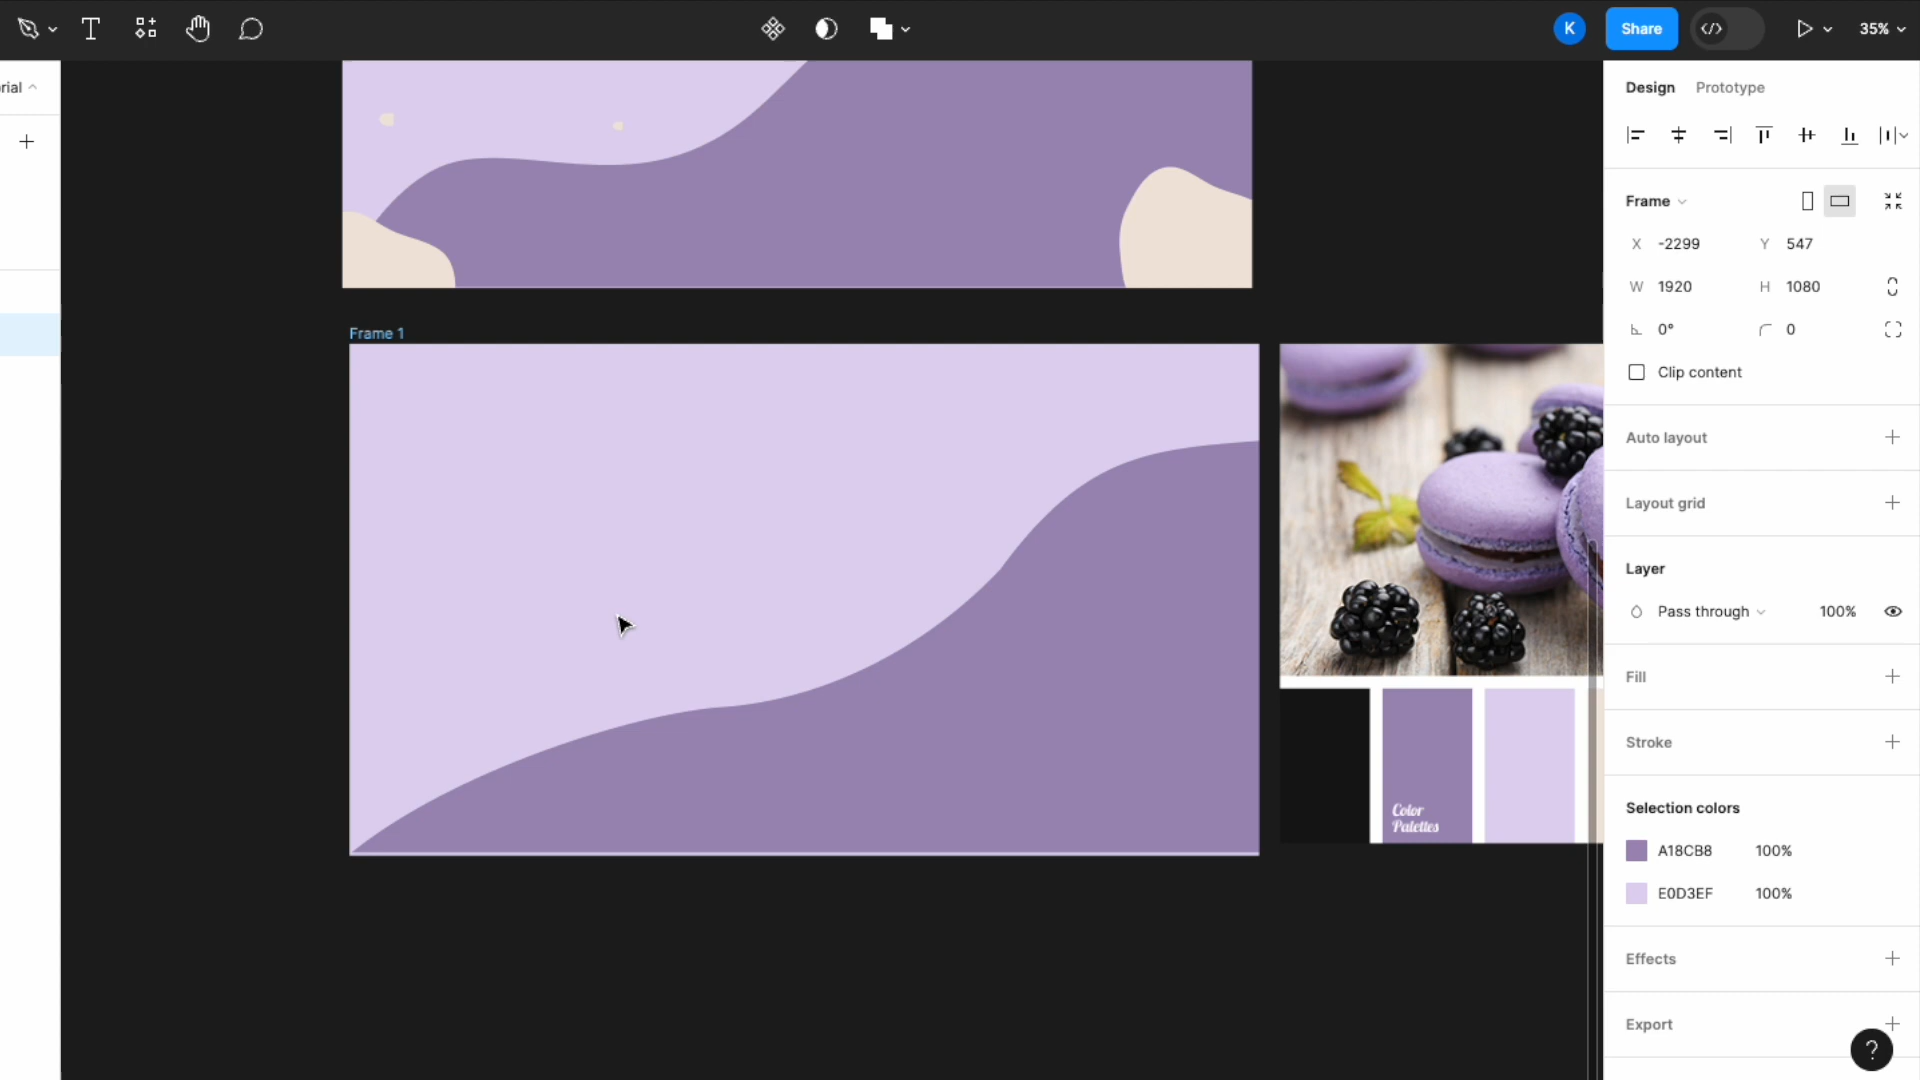 K
Share
35%
rial
Design
Prototype
Frame
X -2299
Y 547
W 1920
H 1080
0°
0
Clip content
Frame 1
Auto layout
Layout grid
Layer
Pass through
100%
Fill
Stroke
Color
Palettes
Selection colors
A18CB8 100%
E0D3EF 100%
Effects
Export
?